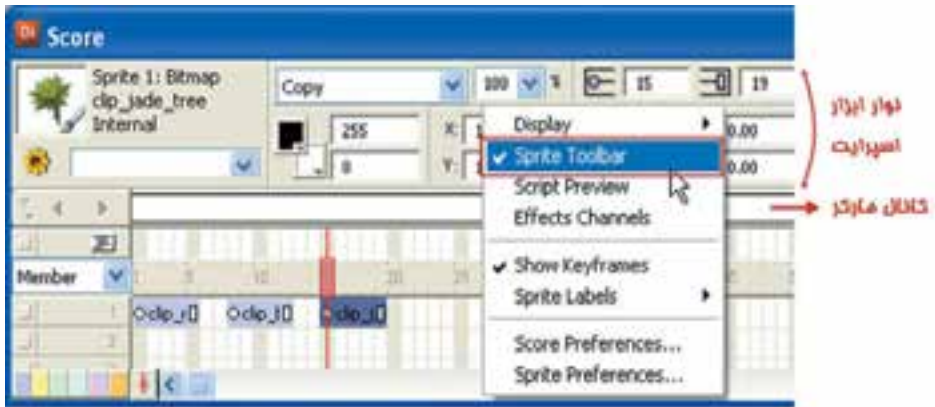 Score
Sprite 1: Bitmap
clip_jade_tree
Internal
Copy
100
15
19
255
X:
0.00
0
Y:
0.00
Display
Sprite Toolbar
Script Preview
Effects Channels
Show Keyframes
Sprite Labels
Score Preferences...
Sprite Preferences...
Member
5
10
20
1
2
نوار ابزار
اسپرایت
کانال مارکر